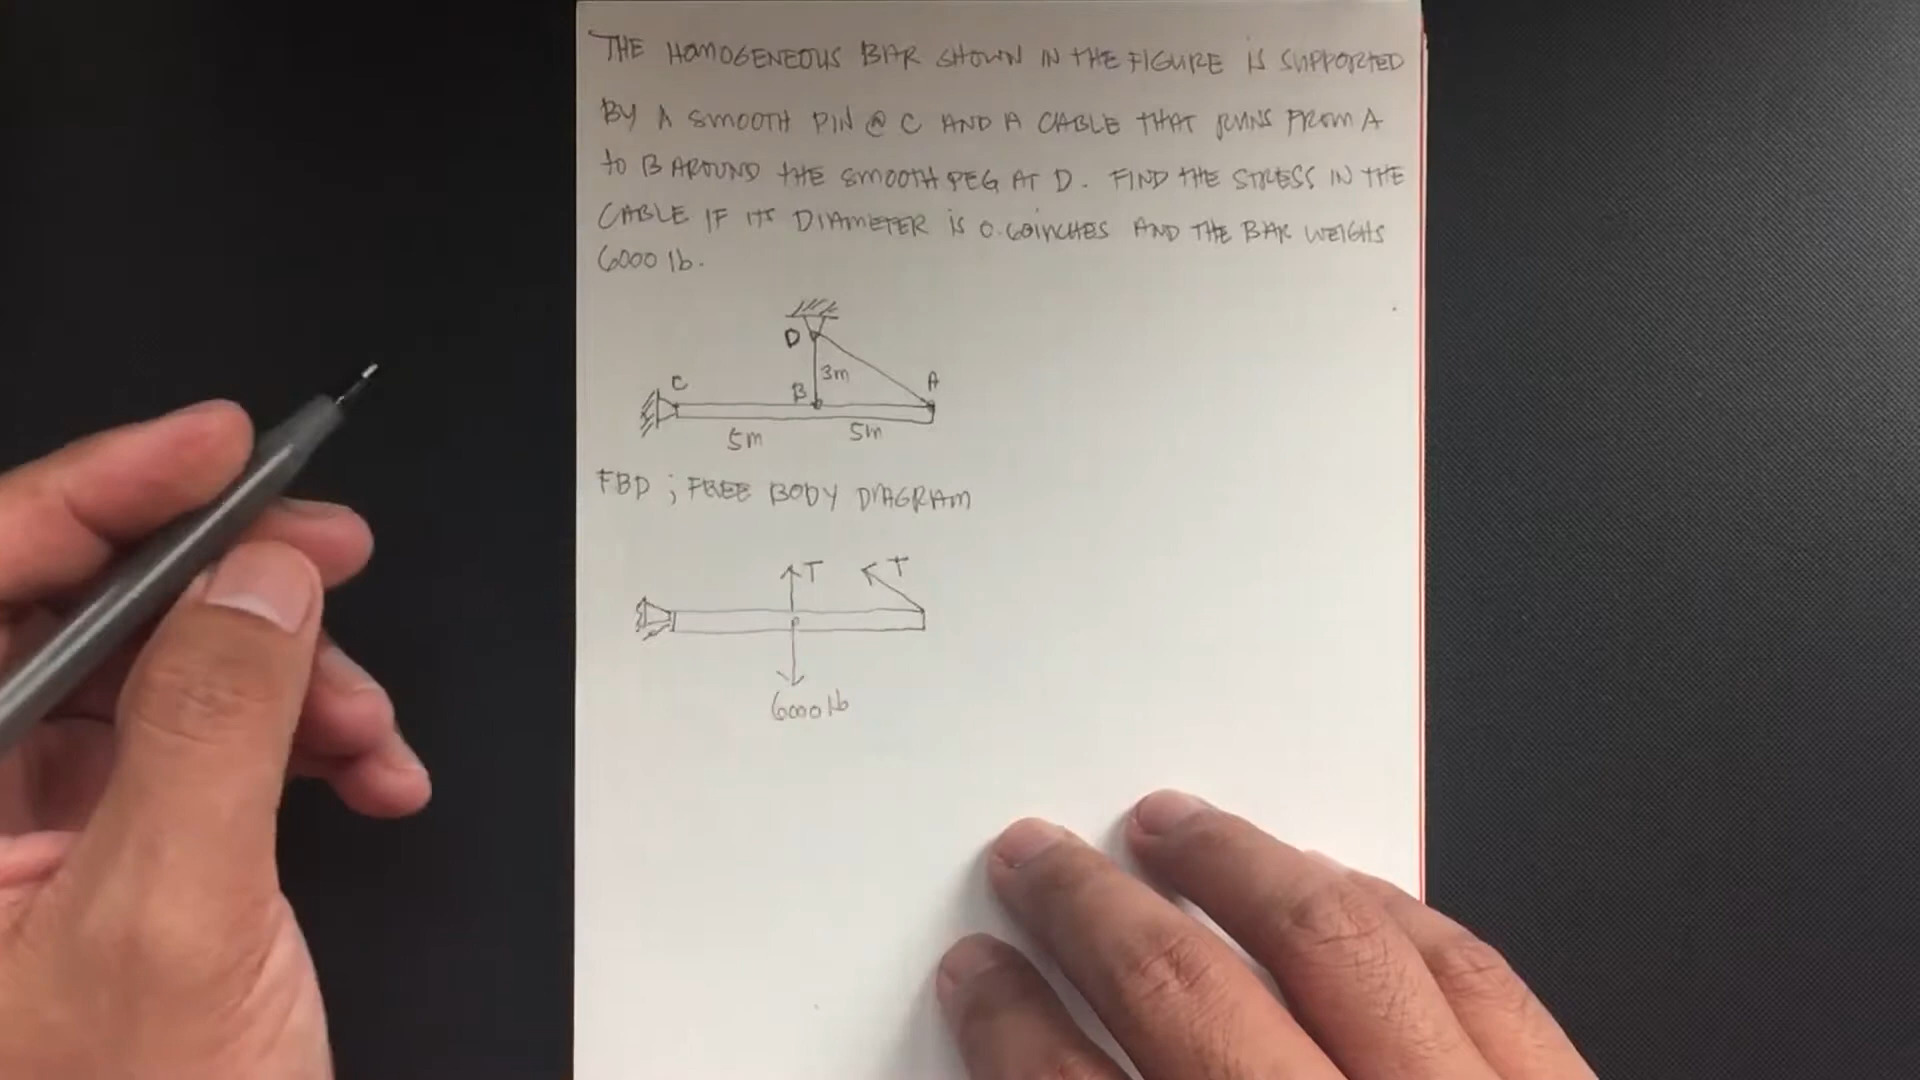 THE HOMOGENEOUS BAR SHOWN IN THE FIGURE IS SUPPORTED
BY A SMOOTH PIN @ C AND A CABLE THAT RUNS FROM A
to B AROUND THE SMOOTH PEG AT D. FIND THE STRESS IN THE
CABLE IF ITS DIAMETER IS 0.60INCHES AND THE BAR WEIGHS
6000 lb.
D
3m
C
B
A
5m
5m
FBD ; FREE BODY DIAGRAM
T
T
6000 lb